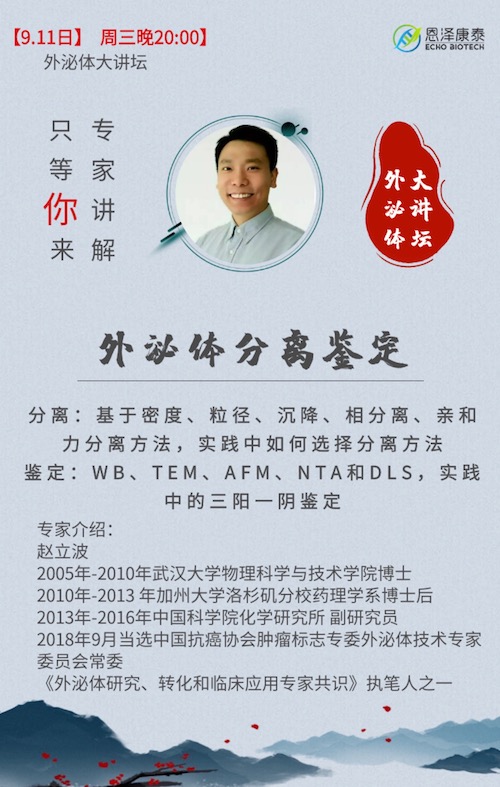 【9.11日】 周三晚20:00】
外泌体大讲坛
恩泽康泰
ECHO BIOTECH
专家讲解
只等你来
大讲坛
外泌体
外泌体分离鉴定
分离：基于密度、粒径、沉降、相分离、亲和
力分离方法，实践中如何选择分离方法
鉴定：WB、TEM、AFM、NTA和DLS，实践
中的三阳一阴鉴定
专家介绍：
赵立波
2005年-2010年武汉大学物理科学与技术学院博士
2010年-2013 年加州大学洛杉矶分校药理学系博士后
2013年-2016年中国科学院化学研究所 副研究员
2018年9月当选中国抗癌协会肿瘤标志专委外泌体技术专家
委员会常委
《外泌体研究、转化和临床应用专家共识》执笔人之一